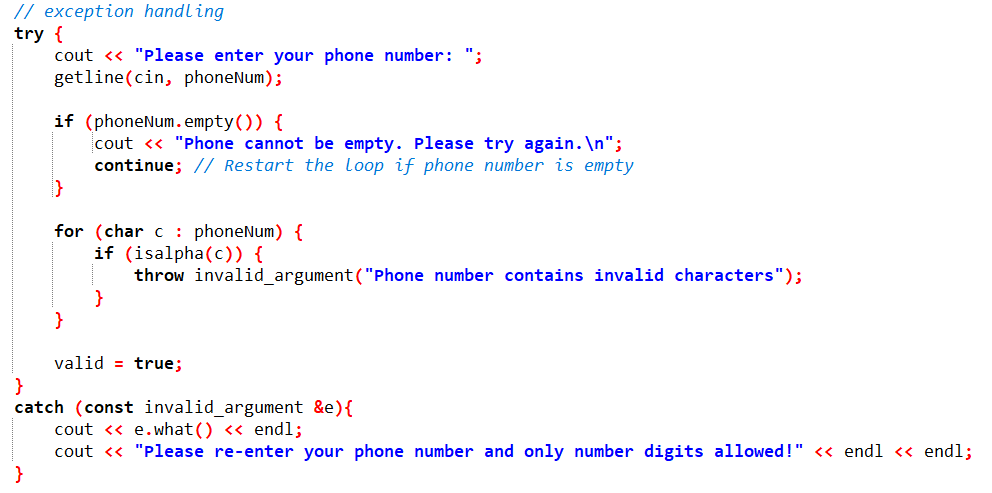 // exception handling
try {
    cout << "Please enter your phone number: ";
    getline(cin, phoneNum);

    if (phoneNum.empty()) {
        cout << "Phone cannot be empty. Please try again.\n";
        continue; // Restart the loop if phone number is empty
    }

    for (char c : phoneNum) {
        if (isalpha(c)) {
            throw invalid_argument("Phone number contains invalid characters");
        }
    }

    valid = true;
}
catch (const invalid_argument &e){
    cout << e.what() << endl;
    cout << "Please re-enter your phone number and only number digits allowed!" << endl << endl;
}